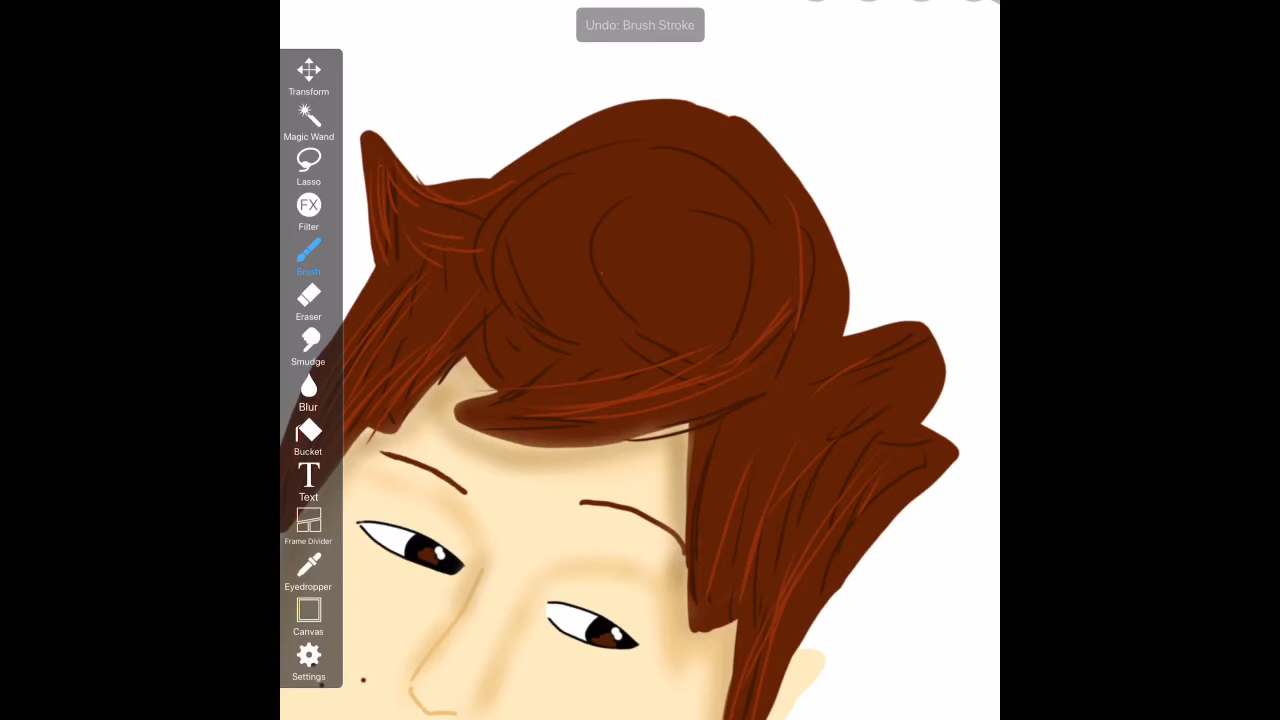 Undo: Brush Stroke
Transform
Magic Wand
Lasso
FX
Filter
Brush
Eraser
Smudge
Blur
Bucket
T
Text
Frame Divider
Eyedropper
Canvas
Settings